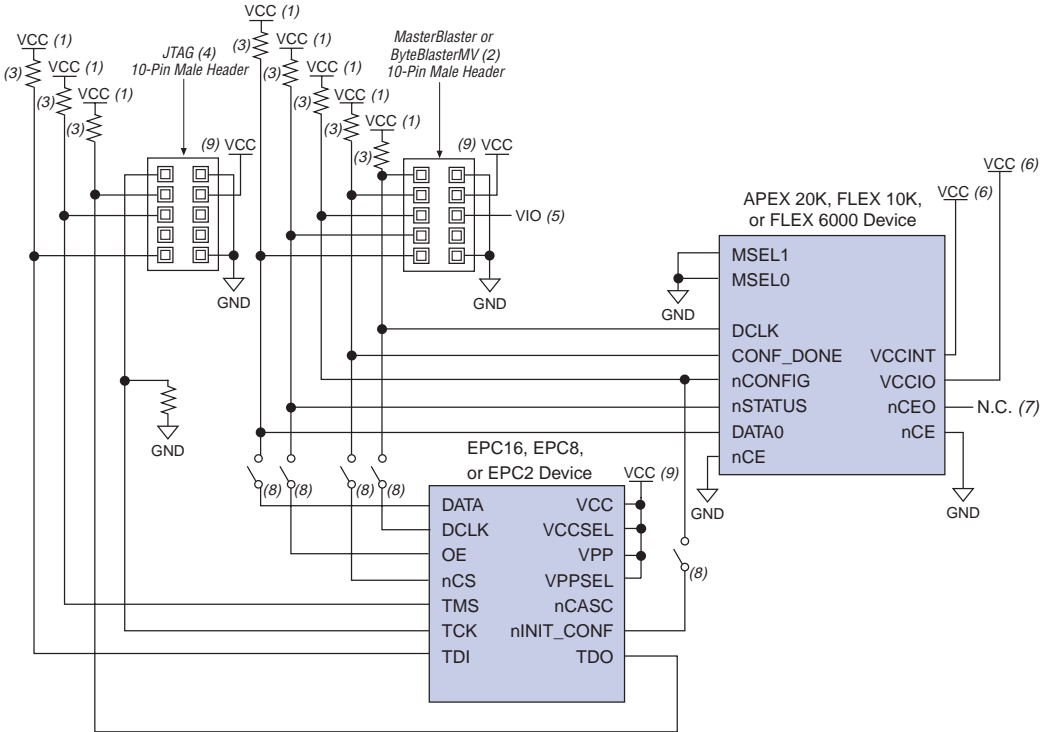 VCC (1)
VCC (1)
VCC (1)
VCC (1)
(3)
(3)
(3)
JTAG (4)
10-Pin Male Header
VCC (1)
VCC (1)
VCC (1)
VCC (1)
(3)
(3)
(3)
(3)
(3)
MasterBlaster or
ByteBlasterMV (2)
10-Pin Male Header
(9) VCC
(9) VCC
VIO (5)
GND
GND
VCC (6)
VCC (6)
APEX 20K, FLEX 10K,
or FLEX 6000 Device
MSEL1
MSEL0
GND
DCLK
CONF_DONE VCCINT
nCONFIG VCCIO
nSTATUS nCEO N.C. (7)
DATA0 nCE
nCE
GND
GND
GND
EPC16, EPC8,
or EPC2 Device
VCC (9)
(8)
(8)
(8)
(8)
DATA VCC
DCLK VCCSEL
OE VPP
nCS VPPSEL
TMS nCASC
TCK nINIT_CONF
TDI TDO
(8)